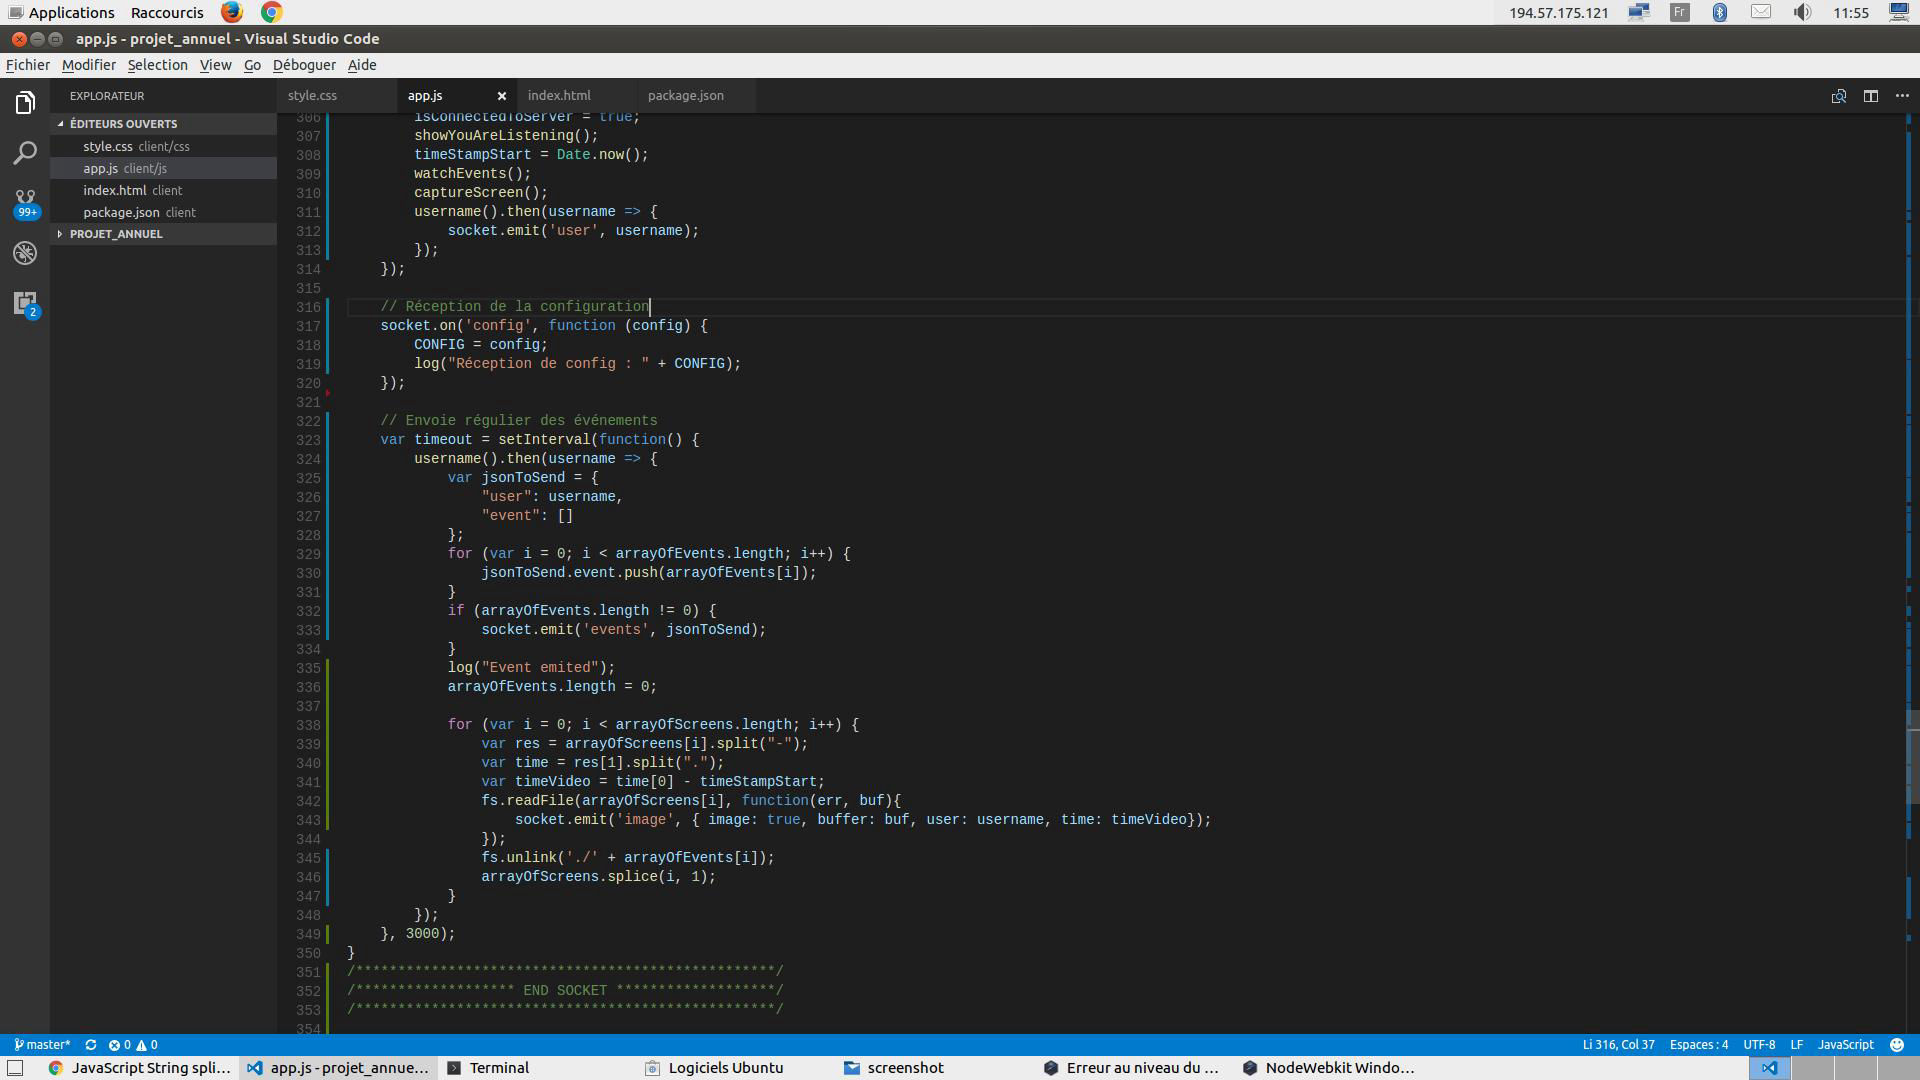 Applications Raccourcis 194.57.175.121 Fr 11:55
app.js - projet_annuel - Visual Studio Code
Fichier Modifier Selection View Go Déboguer Aide
EXPLORATEUR
ÉDITEURS OUVERTS
style.css client/css
app.js client/js
index.html client
package.json client
PROJET_ANNUEL
99+
2
style.css app.js × index.html package.json
306 isConnectedToServer = true;
307 showYouAreListening();
308 timeStampStart = Date.now();
309 watchEvents();
310 captureScreen();
311 username().then(username => {
312 socket.emit('user', username);
313 });
314 });
315
316 // Réception de la configuration
317 socket.on('config', function (config) {
318 CONFIG = config;
319 log("Réception de config : " + CONFIG);
320 });
321
322 // Envoie régulier des événements
323 var timeout = setInterval(function() {
324 username().then(username => {
325 var jsonToSend = {
326 "user": username,
327 "event": []
328 };
329 for (var i = 0; i < arrayOfEvents.length; i++) {
330 jsonToSend.event.push(arrayOfEvents[i]);
331 }
332 if (arrayOfEvents.length != 0) {
333 socket.emit('events', jsonToSend);
334 }
335 log("Event emited");
336 arrayOfEvents.length = 0;
337
338 for (var i = 0; i < arrayOfScreens.length; i++) {
339 var res = arrayOfScreens[i].split("-");
340 var time = res[1].split(".");
341 var timeVideo = time[0] - timeStampStart;
342 fs.readFile(arrayOfScreens[i], function(err, buf){
343 socket.emit('image', { image: true, buffer: buf, user: username, time: timeVideo});
344 });
345 fs.unlink('./' + arrayOfEvents[i]);
346 arrayOfScreens.splice(i, 1);
347 }
348 });
349 }, 3000);
350 }
351 /**************************************************/
352 /******************* END SOCKET *******************/
353 /**************************************************/
354
master* 0 0 Li 316, Col 37 Espaces : 4 UTF-8 LF JavaScript
JavaScript String spli... app.js - projet_annue... Terminal Logiciels Ubuntu screenshot Erreur au niveau du ... NodeWebkit Windo...